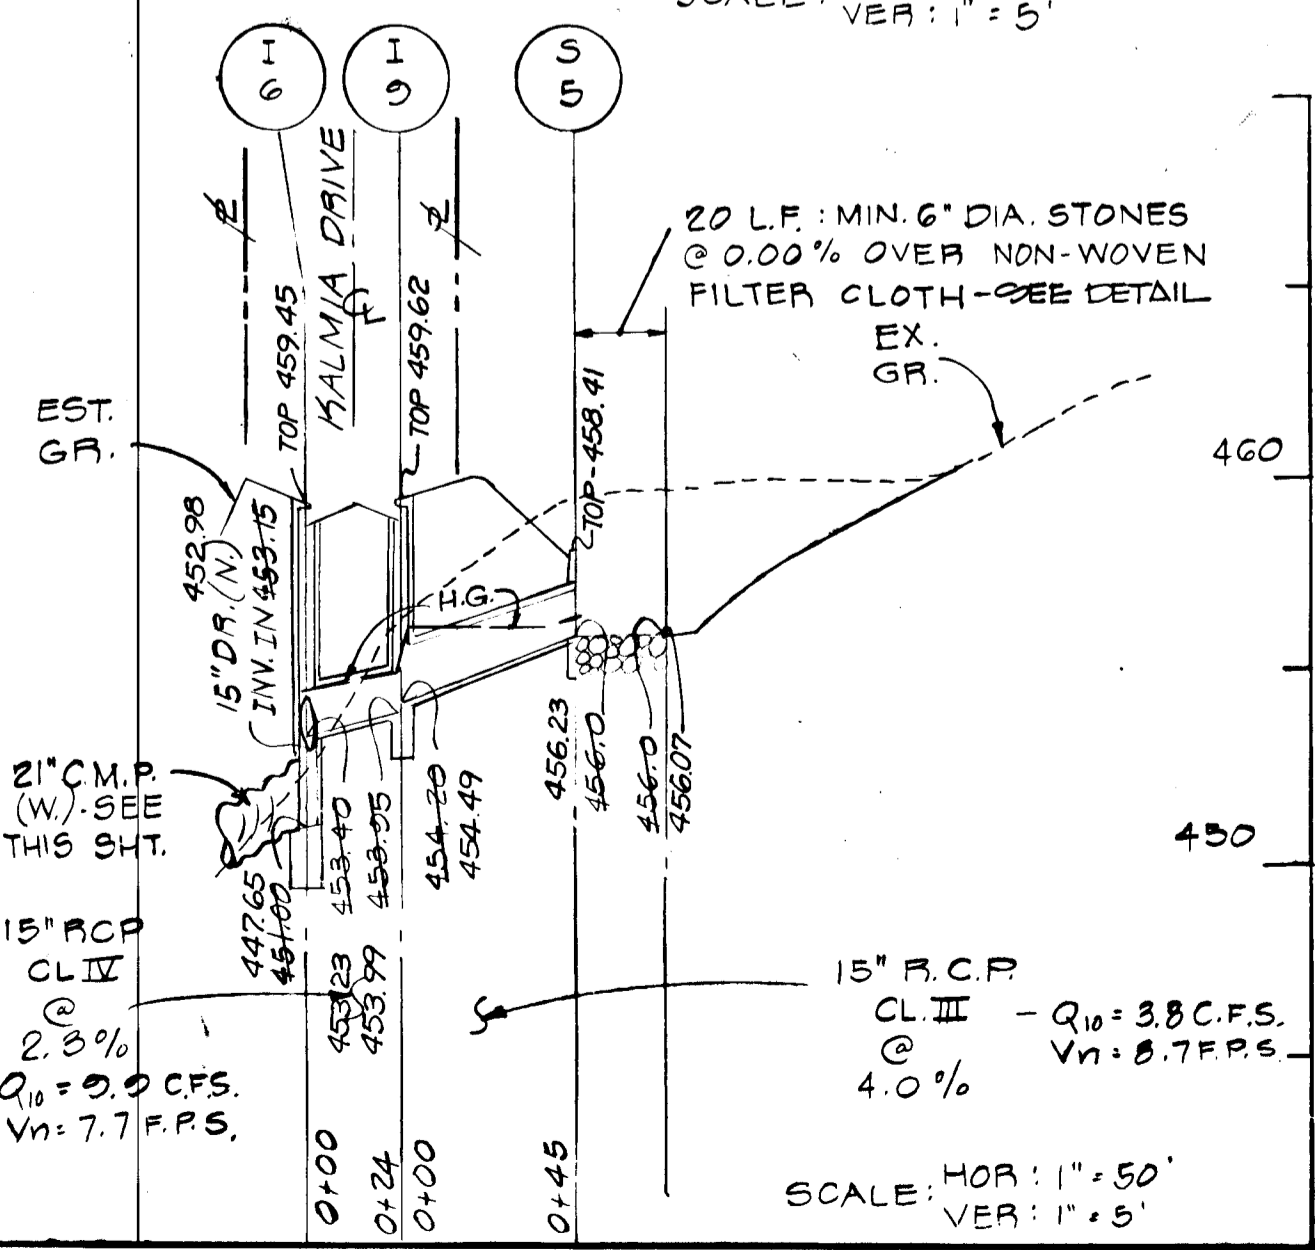 SCALE:
VER : 1" = 5'
I
6
I
9
S
5
KALMIA DRIVE
20 L.F. : MIN. 6" DIA. STONES
@ 0.00% OVER NON-WOVEN
FILTER CLOTH-SEE DETAIL
EX.
GR.
TOP 459.45
TOP 459.62
TOP-458.41
EST.
GR.
460
452.98
15" DR. (N.)
INV. IN 453.15
H.G.
21" C.M.P.
(W.)-SEE
THIS SHT.
447.65
451.00
453.40
453.95
454.20
454.49
456.23
456.0
456.0
456.07
450
453.23
453.99
15" RCP
CL IV
@
2.3%
Q10 = 9.9 C.F.S.
Vn = 7.7 F.P.S.
15" R.C.P.
CL. III
@
4.0%
- Q10 = 3.8 C.F.S.
Vn = 8.7 F.P.S.
0+00
0+24
0+00
0+45
SCALE: HOR : 1" = 50'
VER : 1" = 5'